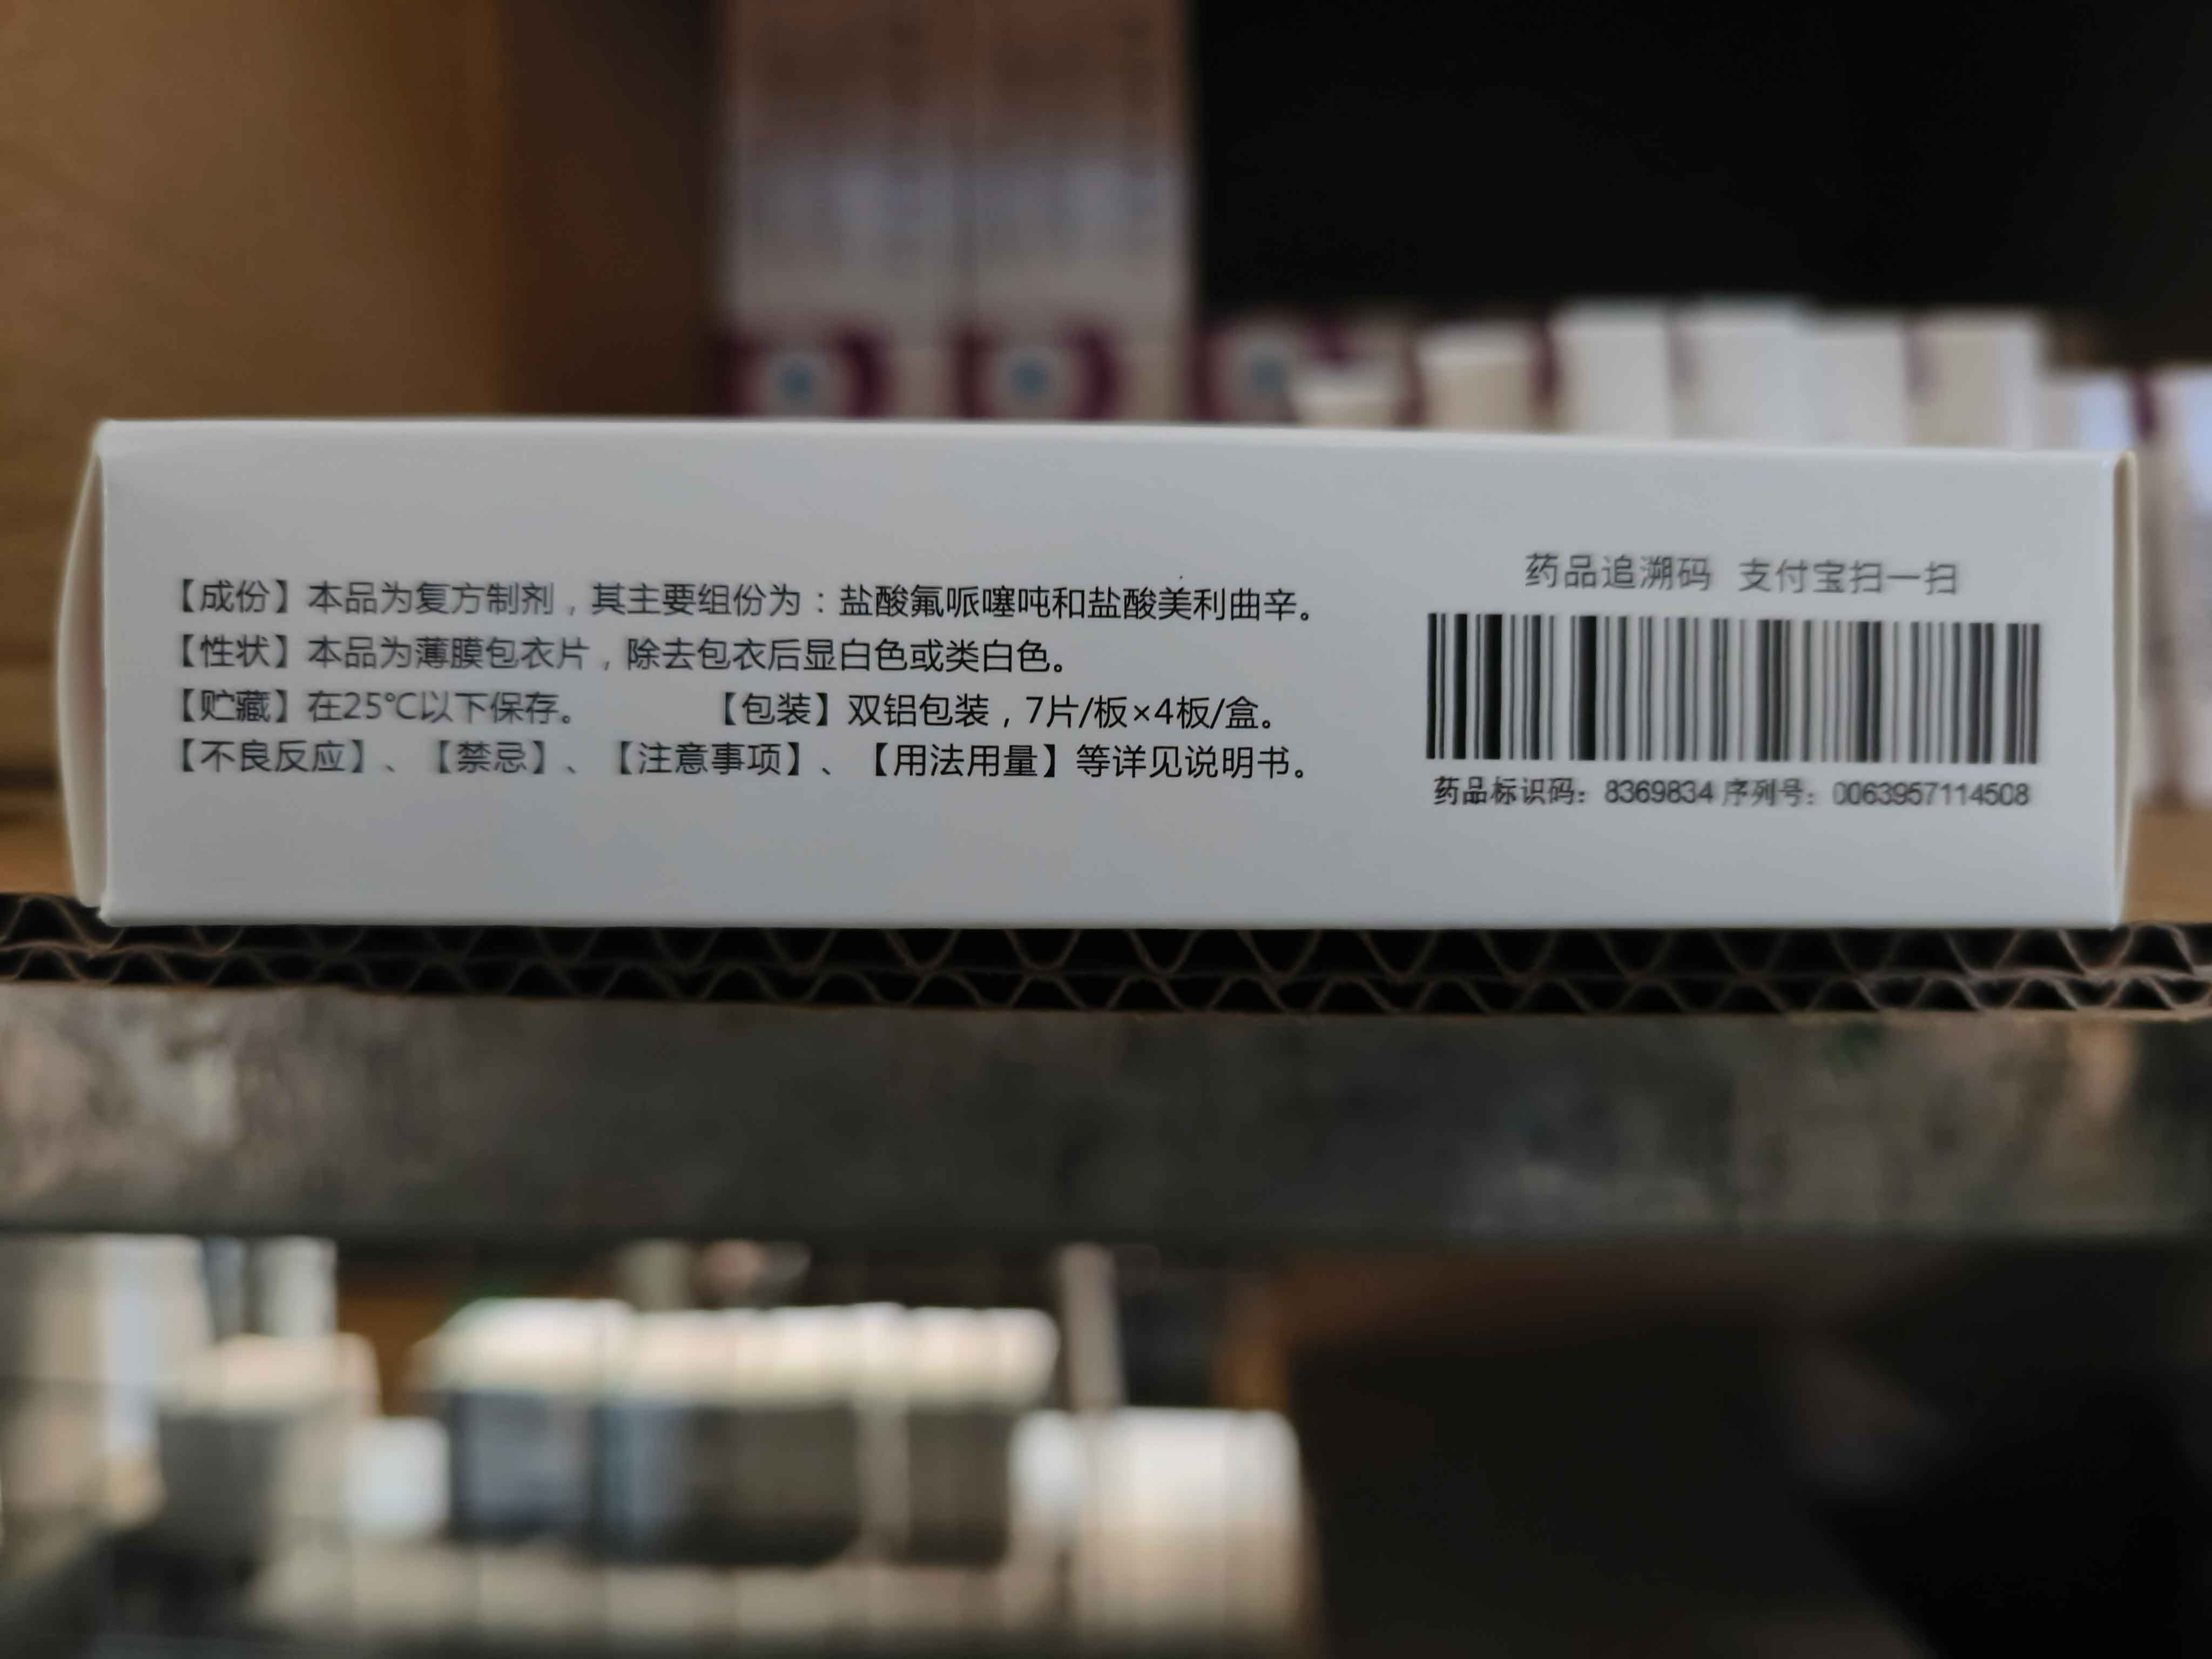 【成份】本品为复方制剂，其主要组份为：盐酸氟哌噻吨和盐酸美利曲辛。
【性状】本品为薄膜包衣片，除去包衣后显白色或类白色。
【贮藏】在25℃以下保存。 【包装】双铝包装，7片/板×4板/盒。
【不良反应】、【禁忌】、【注意事项】、【用法用量】等详见说明书。
药品追溯码 支付宝扫一扫
药品标识码：8369834 序列号：0063957114508